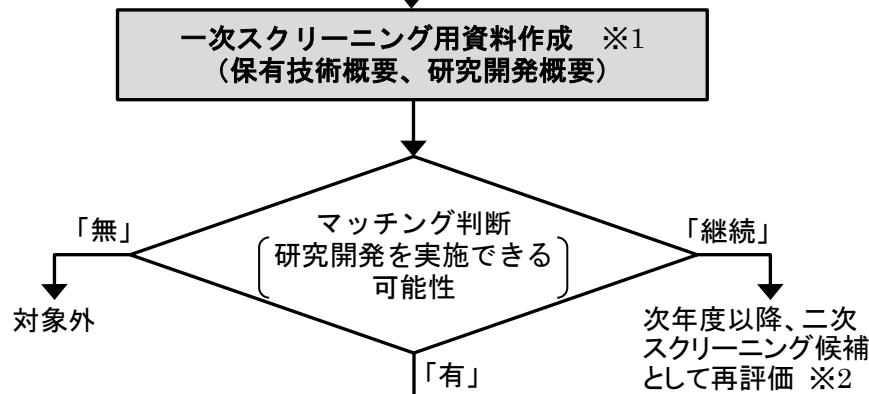 一次スクリーニング用資料作成　※1
（保有技術概要、研究開発概要）
「無」
マッチング判断
研究開発を実施できる
可能性
「継続」
対象外
次年度以降、二次
スクリーニング候補
として再評価 ※2
「有」